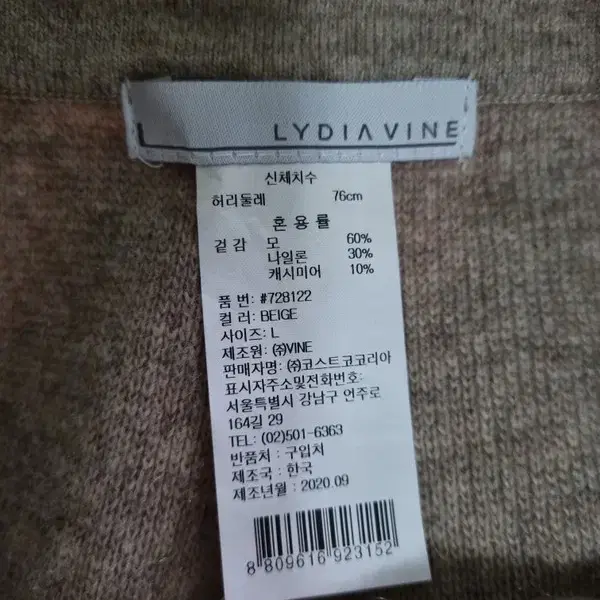 LYDIA VINE
신체치수
허리둘레 76cm
혼 용 률
겉 감 모 60%
나일론 30%
캐시미어 10%
품 번: #728122
컬 러: BEIGE
사이즈: L
제조원: ㈜VINE
판매자명: ㈜코스트코코리아
표시자주소및전화번호:
서울특별시 강남구 언주로
164길 29
TEL: (02)501-6363
반품처 : 구입처
제조국 : 한국
제조년월 : 2020.09
8 809616 923152